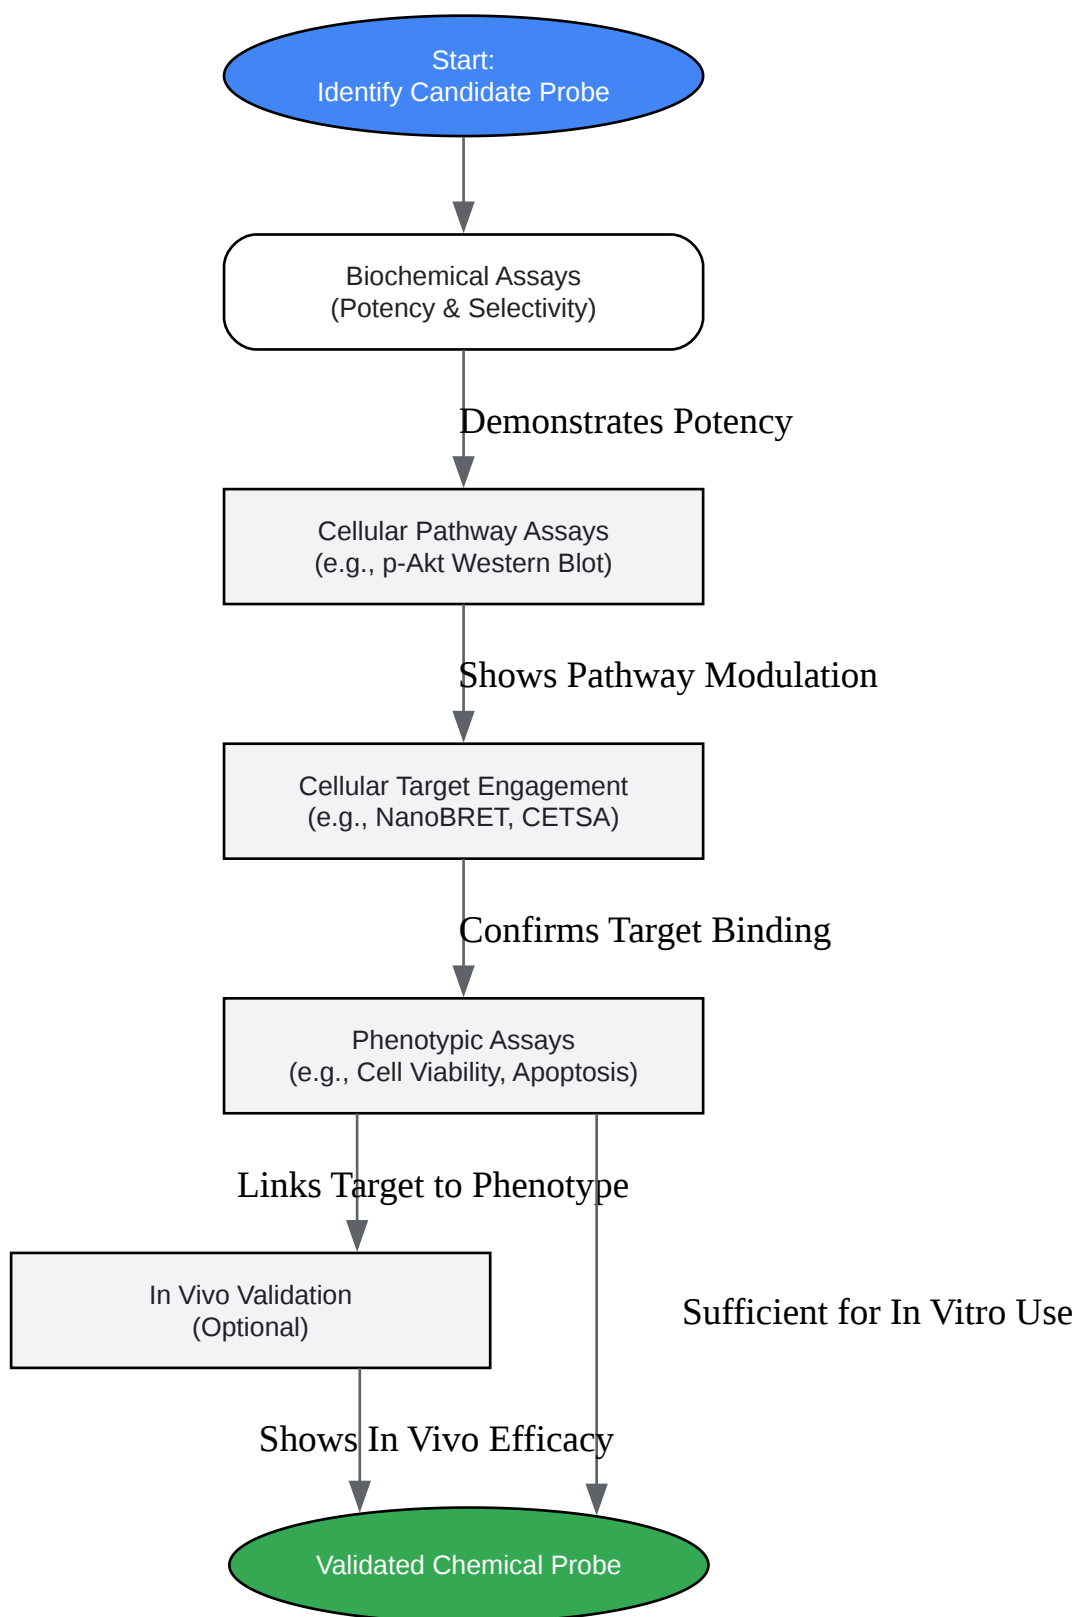 Start:
Identify Candidate Probe
Biochemical Assays
(Potency & Selectivity)
Demonstrates Potency
Cellular Pathway Assays
(e.g., p-Akt Western Blot)
Shows Pathway Modulation
Cellular Target Engagement
(e.g., NanoBRET, CETSA)
Confirms Target Binding
Phenotypic Assays
(e.g., Cell Viability, Apoptosis)
Links Target to Phenotype
In Vivo Validation
(Optional)
Sufficient for In Vitro Use
Shows In Vivo Efficacy
Validated Chemical Probe